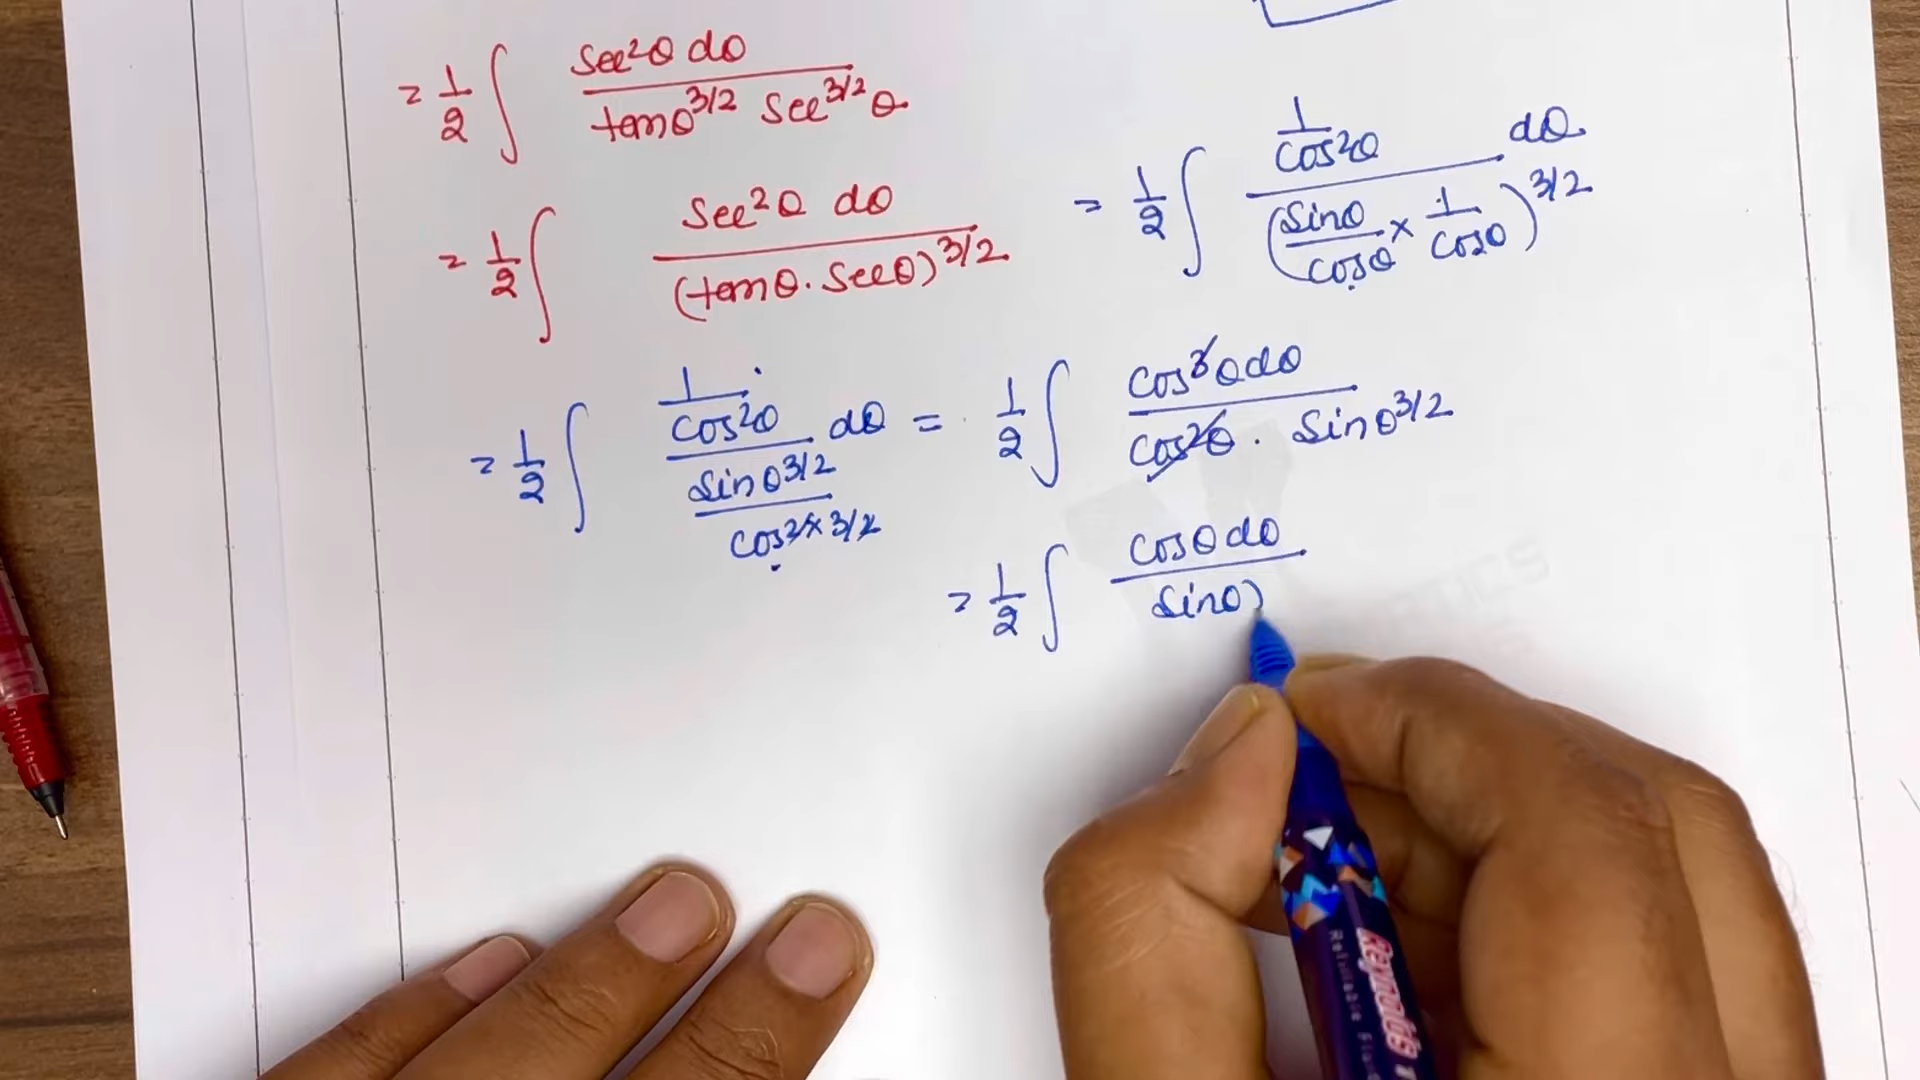 = 1/2 ∫ sec²θ dθ / tanθ^3/2 sec^3/2 θ
= 1/2 ∫ sec²θ dθ / (tanθ. secθ)^3/2
= 1/2 ∫ 1/cos²θ dθ / (sinθ/cosθ × 1/cosθ)^3/2
= 1/2 ∫ 1/cos²θ / sinθ^3/2 / cos^2×3/2 dθ = 1/2 ∫ cos³θ dθ / cos²θ . sinθ^3/2
= 1/2 ∫ cosθ dθ / sinθ)
Reynolds